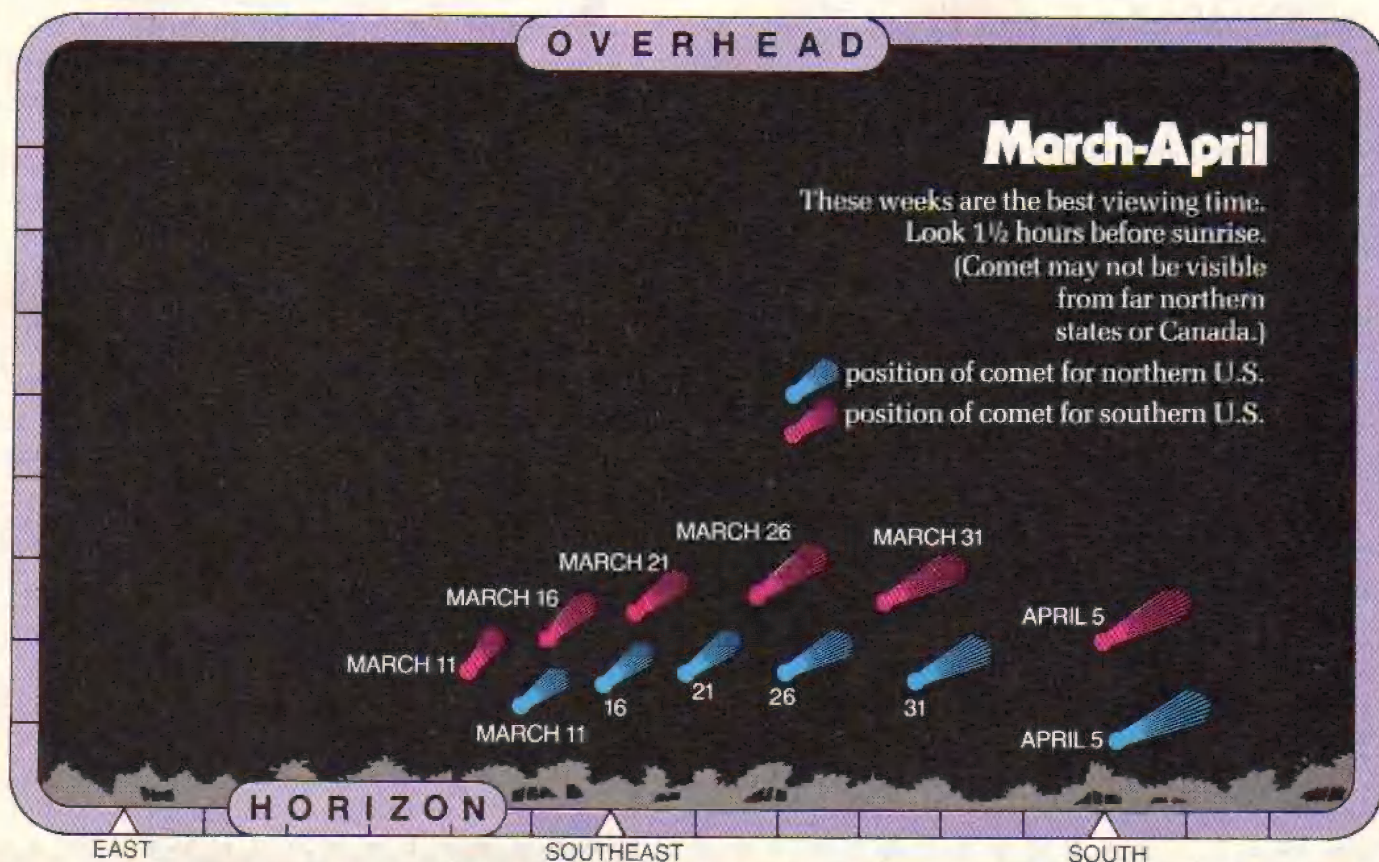 OVERHEAD
March-April
These weeks are the best viewing time.
Look 1½ hours before sunrise.
(Comet may not be visible
from far northern
states or Canada.)
position of comet for northern U.S.
position of comet for southern U.S.
MARCH 26
MARCH 31
MARCH 21
MARCH 16
APRIL 5
MARCH 11
21
26
16
31
MARCH 11
APRIL 5
HORIZON
EAST
SOUTHEAST
SOUTH